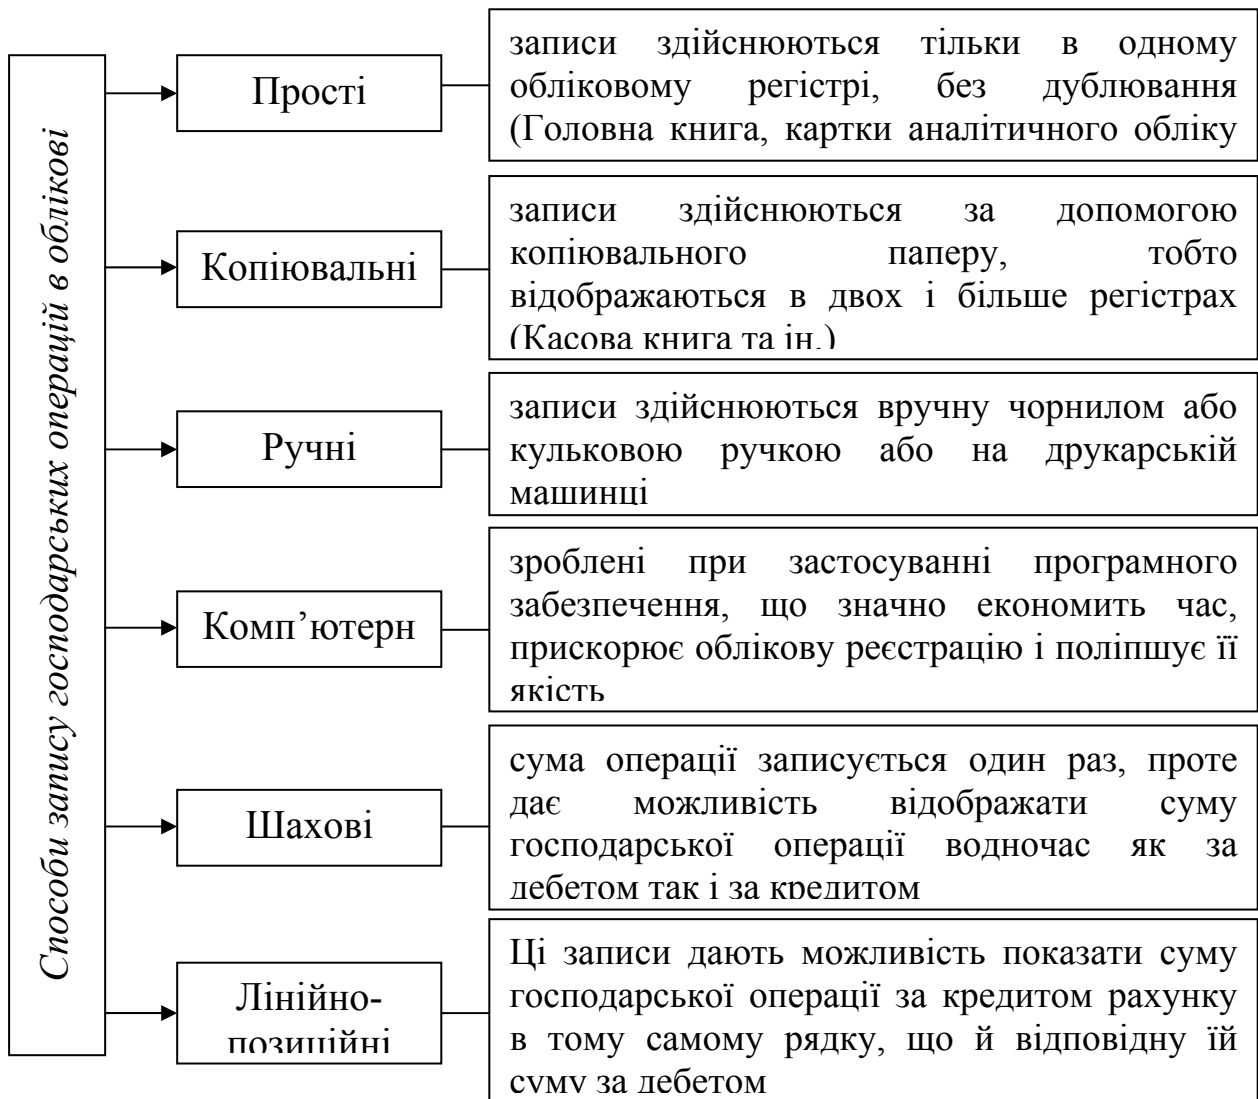 Способи запису господарських операцій в облікові
Прості
записи здійснюються тільки в одному
обліковому регістрі, без дублювання
(Головна книга, картки аналітичного обліку
Копіювальні
записи здійснюються за допомогою
копіювального паперу, тобто
відображаються в двох і більше регістрах
(Касова книга та ін.)
Ручні
записи здійснюються вручну чорнилом або
кульковою ручкою або на друкарській
машинці
Комп’ютерн
зроблені при застосуванні програмного
забезпечення, що значно економить час,
прискорює облікову реєстрацію і поліпшує її
якість
Шахові
сума операції записується один раз, проте
дає можливість відображати суму
господарської операції водночас як за
дебетом так і за кредитом
Лінійно-
позиційні
Ці записи дають можливість показати суму
господарської операції за кредитом рахунку
в тому самому рядку, що й відповідну їй
суму за дебетом